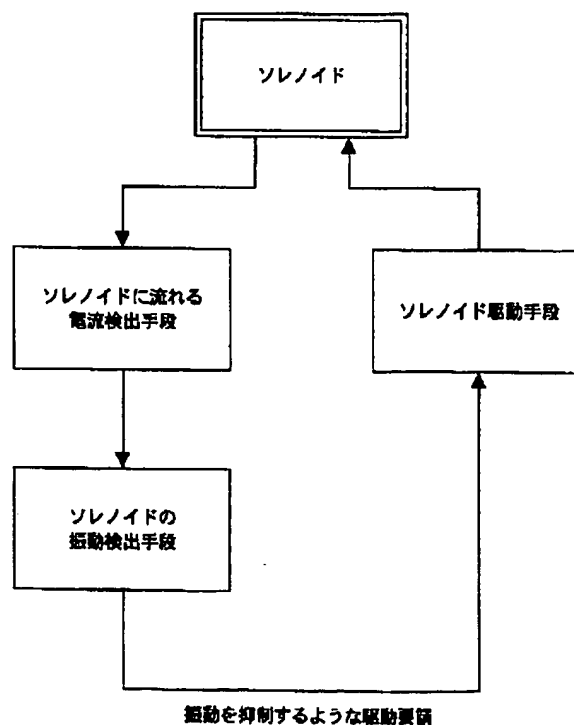 ソレノイド
ソレノイドに流れる
電流検出手段
ソレノイド駆動手段
ソレノイドの
振動検出手段
振動を抑制するような駆動要領